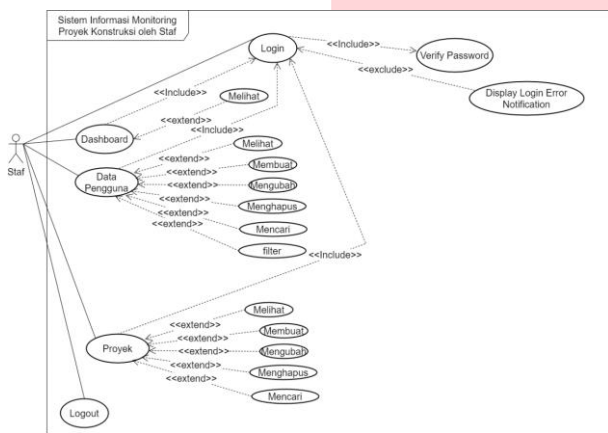 Sistem Informasi Monitoring
Proyek Konstruksi oleh Staf
Login
<<Include>>
Verify Password
<<exclude>>
Display Login Error
Notification
<<Include>>
Melihat
<<extend>>
Dashboard
<<Include>>
Staf
Melihat
<<extend>>
Membuat
<<extend>>
Data
Pengguna
<<extend>>
Mengubah
<<extend>>
Menghapus
<<extend>>
Mencari
<<extend>>
filter
<<Include>>
Melihat
<<extend>>
Membuat
<<extend>>
Proyek
<<extend>>
Mengubah
<<extend>>
Menghapus
<<extend>>
Mencari
Logout